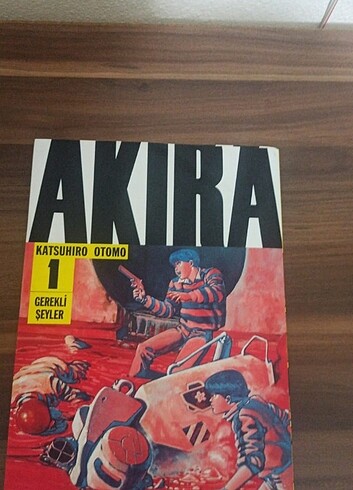 AKIRA
KATSUHIRO OTOMO
1
GEREKLİ
ŞEYLER